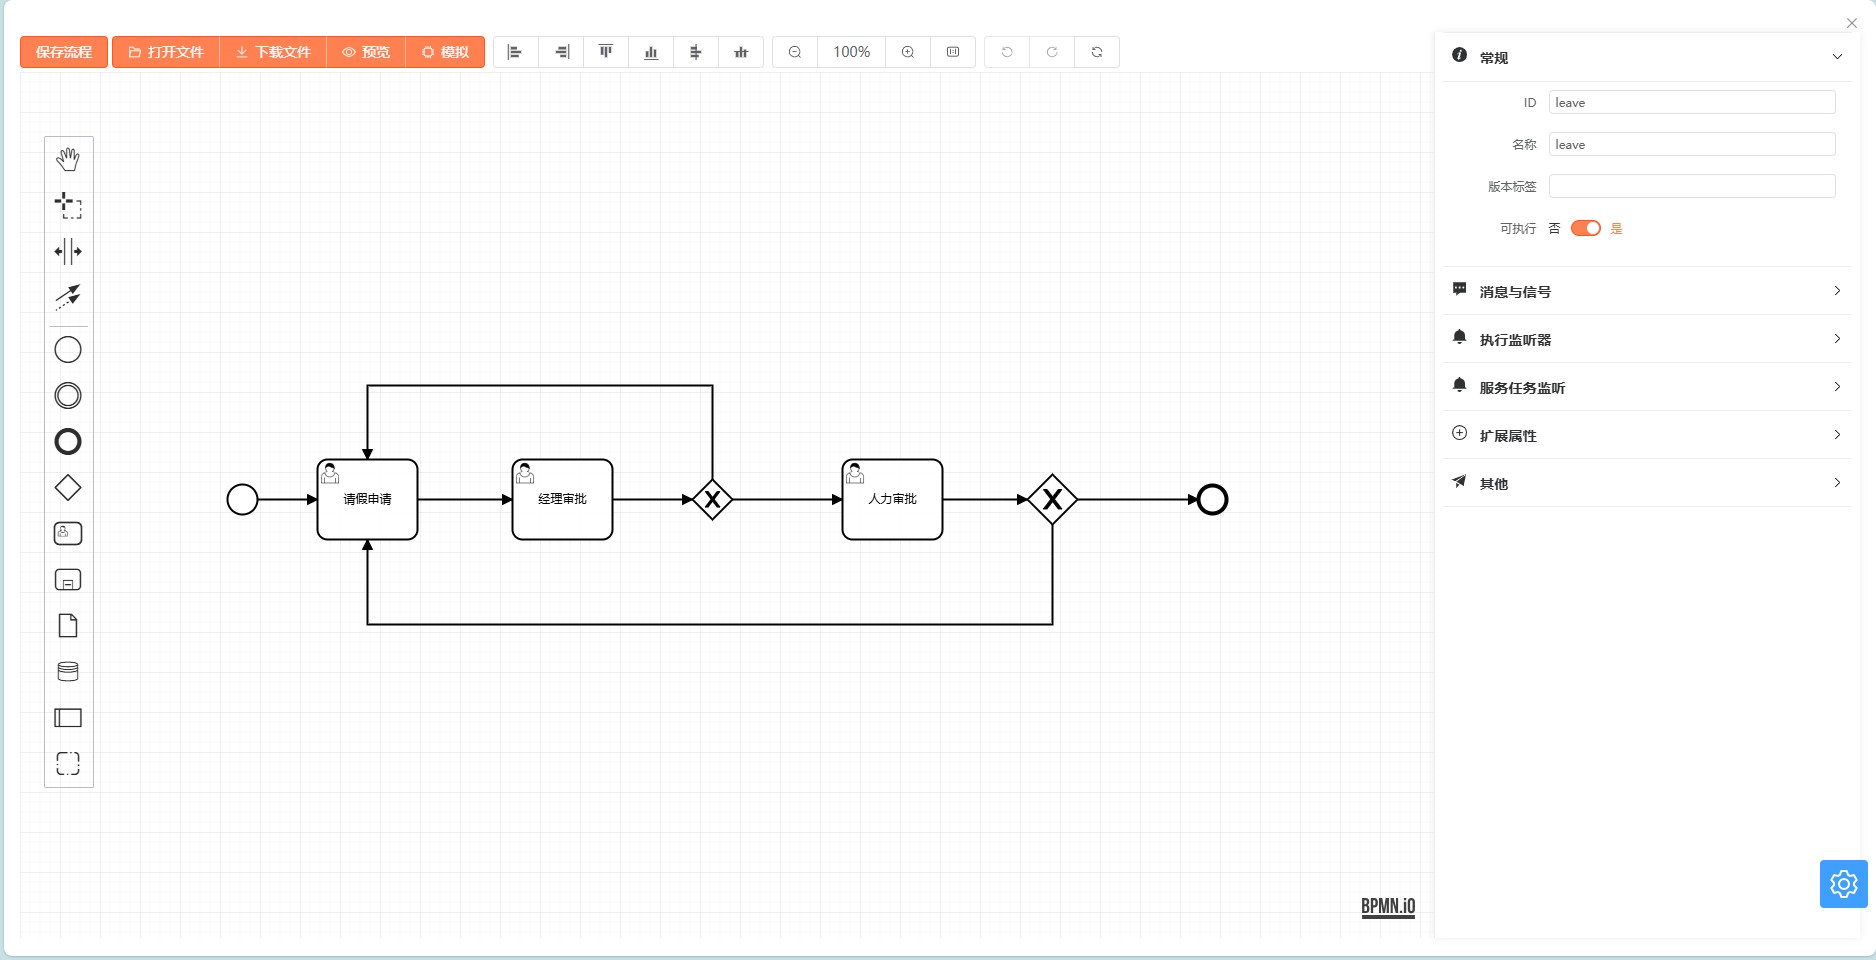 保存流程 打开文件 下载文件 预览 模拟 100%
常规
ID leave
名称 leave
版本标签
可执行 否 是
消息与信号
执行监听器
服务任务监听
扩展属性
其他
请假申请 经理审批 X 人力审批 X
BPMN.iO